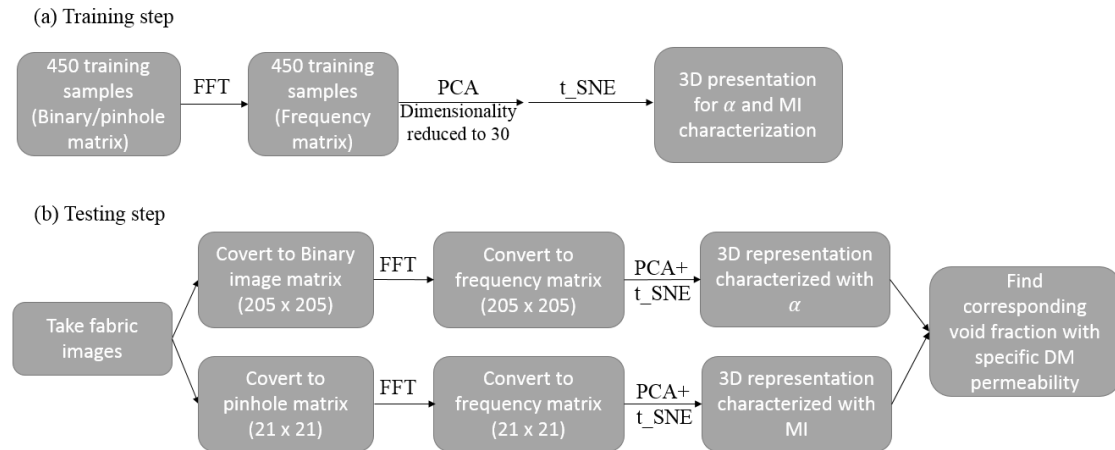 (a) Training step
450 training
samples
(Binary/pinhole
matrix)
FFT
450 training
samples
(Frequency
matrix)
PCA
Dimensionality
reduced to 30
t_SNE
3D presentation
for α and MI
characterization
(b) Testing step
Take fabric
images
Covert to Binary
image matrix
(205 x 205)
FFT
Convert to
frequency matrix
(205 x 205)
PCA+
t_SNE
3D representation
characterized with
α
Covert to
pinhole matrix
(21 x 21)
FFT
Convert to
frequency matrix
(21 x 21)
PCA+
t_SNE
3D representation
characterized with
MI
Find
corresponding
void fraction with
specific DM
permeability